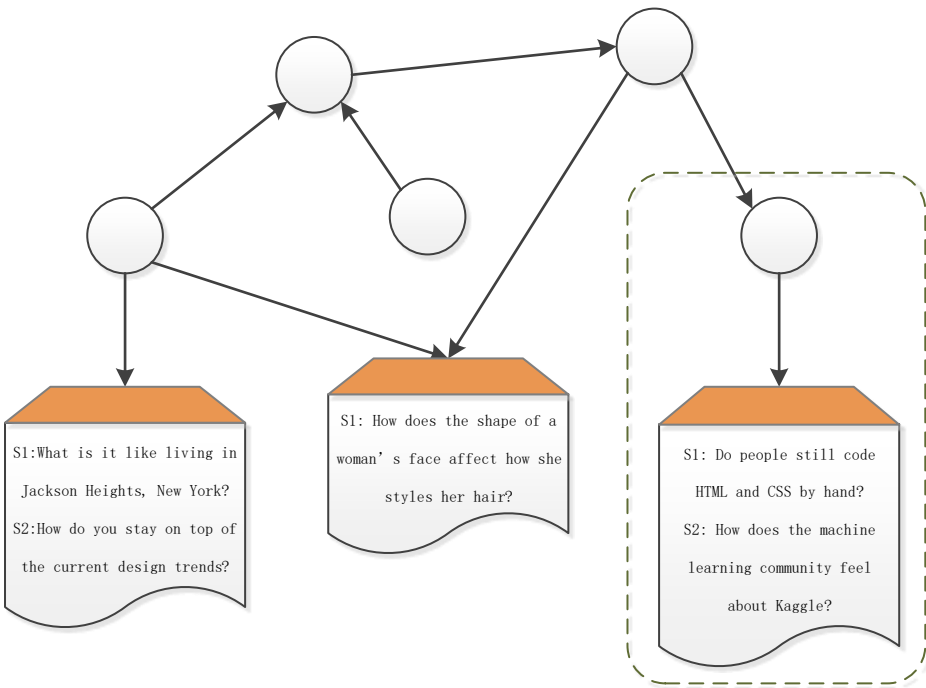 S1:What is it like living in
Jackson Heights, New York?
S2:How do you stay on top of
the current design trends?
S1: How does the shape of a
woman’s face affect how she
styles her hair?
S1: Do people still code
HTML and CSS by hand?
S2: How does the machine
learning community feel
about Kaggle?